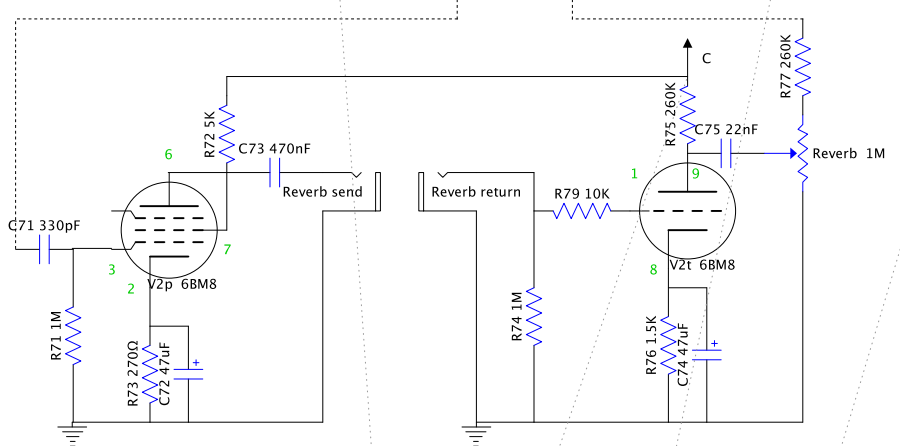 C
R77 260K
R75 260K
C75 22nF
R72 5K
C73 470nF
6
1
9
Reverb 1M
Reverb send
Reverb return
R79 10K
C71 330pF
7
3
2
V2p 6BM8
8
V2t 6BM8
R71 1M
R74 1M
R73 270Ω
C72 47uF
+
R76 1.5K
C74 47uF
+